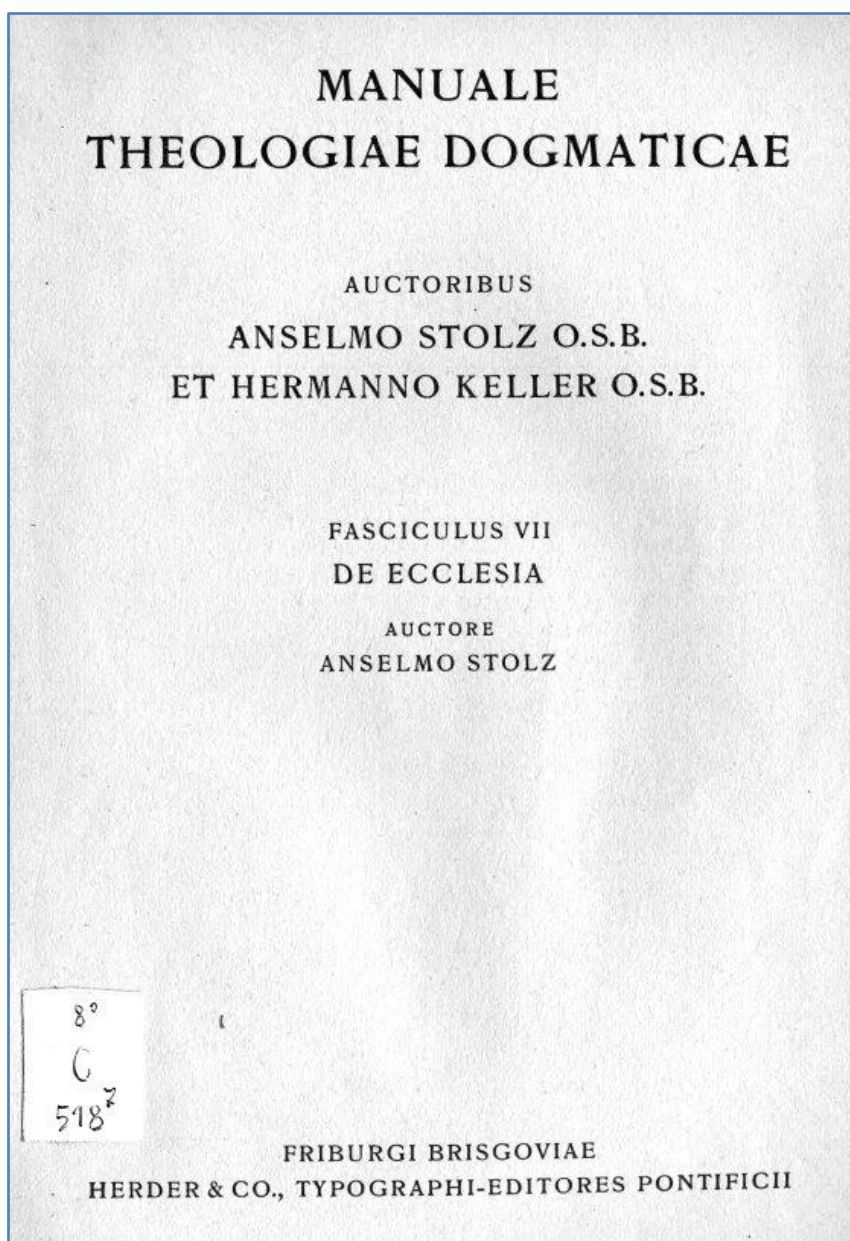 MANUALE
THEOLOGIAE DOGMATICAE
AUCTORIBUS
ANSELMO STOLZ O.S.B.
ET HERMANNO KELLER O.S.B.
FASCICULUS VII
DE ECCLESIA
AUCTORE
ANSELMO STOLZ
8°
C
518⁷
FRIBURGI BRISGOVIAE
HERDER & CO., TYPOGRAPHI-EDITORES PONTIFICII